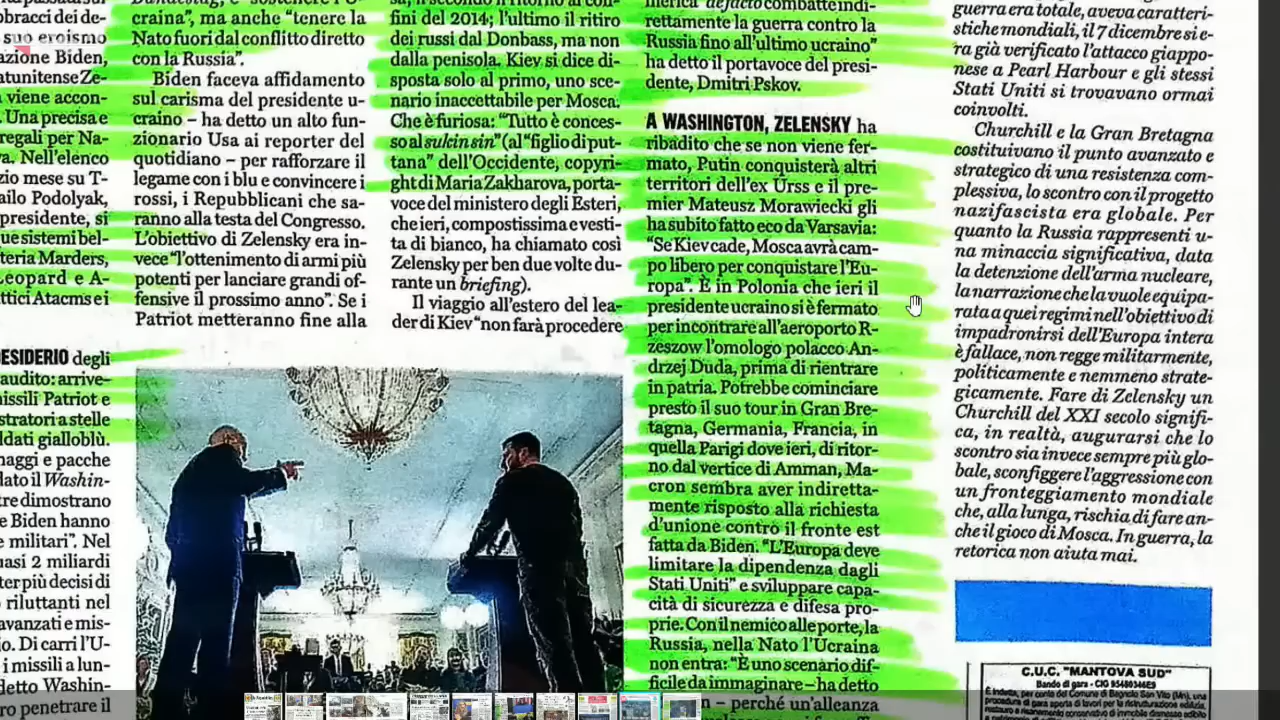 obracci dei de-
suo eroismo
azione Biden,
atunitense Ze-
viene accon-
. Una precisa e
regali per Na-
a. Nell'elenco
zio mese su T-
ailo Podolyak,
presidente, si
que sistemi bel-
teria Marders,
Leopard e A-
ttici Atacms e i
ESIDERIO degli
audito: arrive-
nissili Patriot e
stratori a stelle
ldati gialloblù.
maggi e pacche
dato il Washin-
tre dimostrano
e Biden hanno
e militari". Nel
uasi 2 miliardi
ter più decisi di
riluttanti nel
avanzati e mis-
io. Di carri l'U-
i missili a lun-
detto Washin-
ro penetrare il
craina", ma anche "tenere la
Nato fuori dal conflitto diretto
con la Russia".
Biden faceva affidamento
sul carisma del presidente u-
craino – ha detto un alto fun-
zionario Usa ai reporter del
quotidiano – per rafforzare il
legame con i blu e convincere i
rossi, i Repubblicani che sa-
ranno alla testa del Congresso.
L'obiettivo di Zelensky era in-
vece "l'ottenimento di armi più
potenti per lanciare grandi of-
fensive il prossimo anno". Se i
Patriot metteranno fine alla
fini del 2014; l'ultimo il ritiro
dei russi dal Donbass, ma non
dalla penisola. Kiev si dice di-
sposta solo al primo, uno sce-
nario inaccettabile per Mosca.
Che è furiosa: "Tutto è conces-
so al sukin sin" (al "figlio di put-
tana" dell'Occidente, copyri-
ght di Maria Zakharova, porta-
voce del ministero degli Esteri,
che ieri, compostissima e vesti-
ta di bianco, ha chiamato così
Zelensky per ben due volte du-
rante un briefing).
Il viaggio all'estero del lea-
der di Kiev "non farà procedere
merica "de facto combatte indi-
rettamente la guerra contro la
Russia fino all'ultimo ucraino"
ha detto il portavoce del presi-
dente, Dmitri Pskov.
A WASHINGTON, ZELENSKY ha
ribadito che se non viene fer-
mato, Putin conquisterà altri
territori dell'ex Urss e il pre-
mier Mateusz Morawiecki gli
ha subito fatto eco da Varsavia:
"Se Kiev cade, Mosca avrà cam-
po libero per conquistare l'Eu-
ropa". È in Polonia che ieri il
presidente ucraino si è fermato
per incontrare all'aeroporto R-
zeszow l'omologo polacco An-
drzej Duda, prima di rientrare
in patria. Potrebbe cominciare
presto il suo tour in Gran Bre-
tagna, Germania, Francia, in
quella Parigi dove ieri, di ritor-
no dal vertice di Amman, Ma-
cron sembra aver indiretta-
mente risposto alla richiesta
d'unione contro il fronte est
fatta da Biden. "L'Europa deve
limitare la dipendenza dagli
Stati Uniti" e sviluppare capa-
cità di sicurezza e difesa pro-
prie. Con il nemico alle porte, la
Russia, nella Nato l'Ucraina
non entra: "È uno scenario dif-
ficile da immaginare – ha detto
n – perché un'alleanza
guerra era totale, aveva caratteri-
stiche mondiali, il 7 dicembre si e-
ra già verificato l'attacco giappo-
nese a Pearl Harbour e gli stessi
Stati Uniti si trovavano ormai
coinvolti.
Churchill e la Gran Bretagna
costituivano il punto avanzato e
strategico di una resistenza com-
plessiva, lo scontro con il progetto
nazifascista era globale. Per
quanto la Russia rappresenti u-
na minaccia significativa, data
la detenzione dell'arma nucleare,
la narrazione che la vuole equipa-
rata a quei regimi nell'obiettivo di
impadronirsi dell'Europa intera
è fallace, non regge militarmente,
politicamente e nemmeno strate-
gicamente. Fare di Zelensky un
Churchill del XXI secolo signifi-
ca, in realtà, augurarsi che lo
scontro sia invece sempre più glo-
bale, sconfiggere l'aggressione con
un fronteggiamento mondiale
che, alla lunga, rischia di fare an-
che il gioco di Mosca. In guerra, la
retorica non aiuta mai.
C.U.C. "MANTOVA SUD"
Bando di gara - CIG 95480346E9